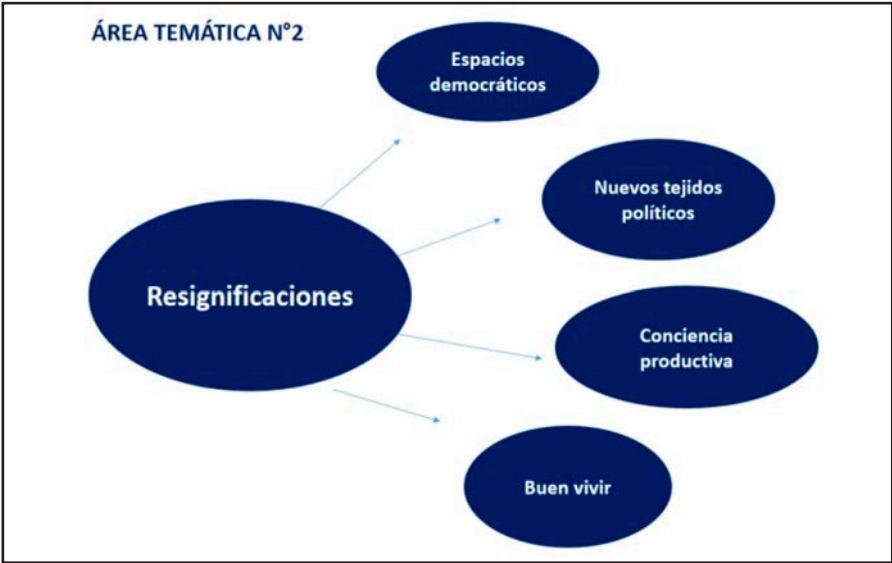 ÁREA TEMÁTICA N°2
Espacios
democráticos
Nuevos tejidos
políticos
Resignificaciones
Conciencia
productiva
Buen vivir